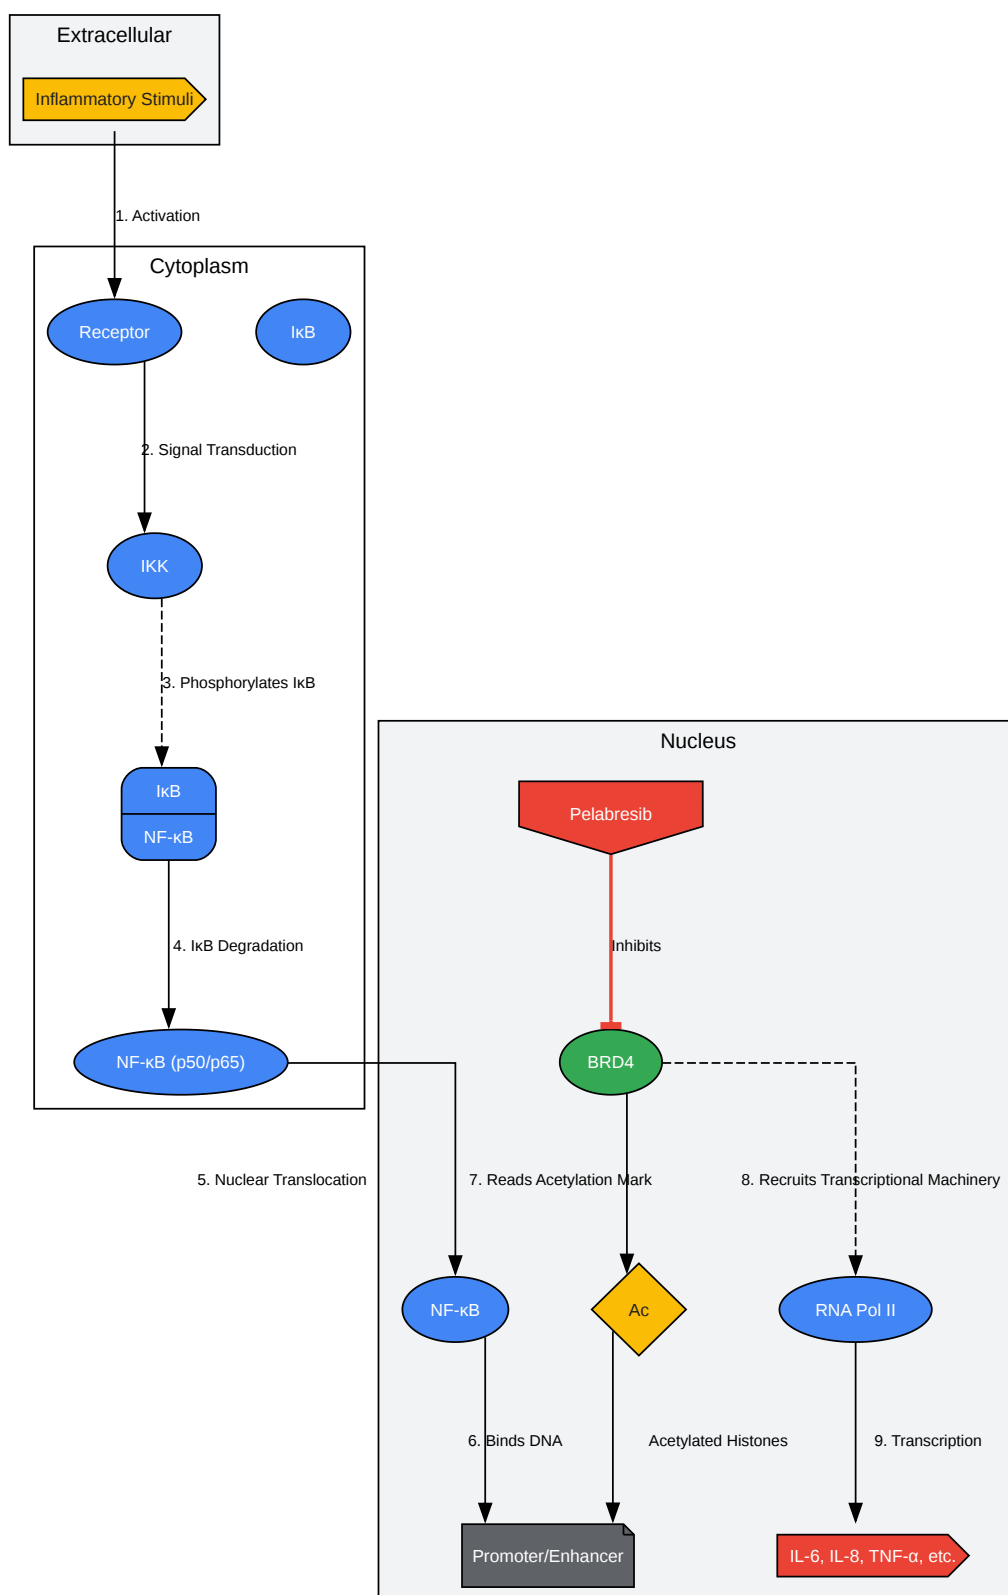 Extracellular
Inflammatory Stimuli
1. Activation
Cytoplasm
Receptor
IκB
2. Signal Transduction
IKK
3. Phosphorylates IκB
IκB
NF-κB
4. IκB Degradation
NF-κB (p50/p65)
5. Nuclear Translocation
Nucleus
Pelabresib
Inhibits
BRD4
7. Reads Acetylation Mark
8. Recruits Transcriptional Machinery
NF-κB
Ac
RNA Pol II
6. Binds DNA
Acetylated Histones
9. Transcription
Promoter/Enhancer
IL-6, IL-8, TNF-α, etc.